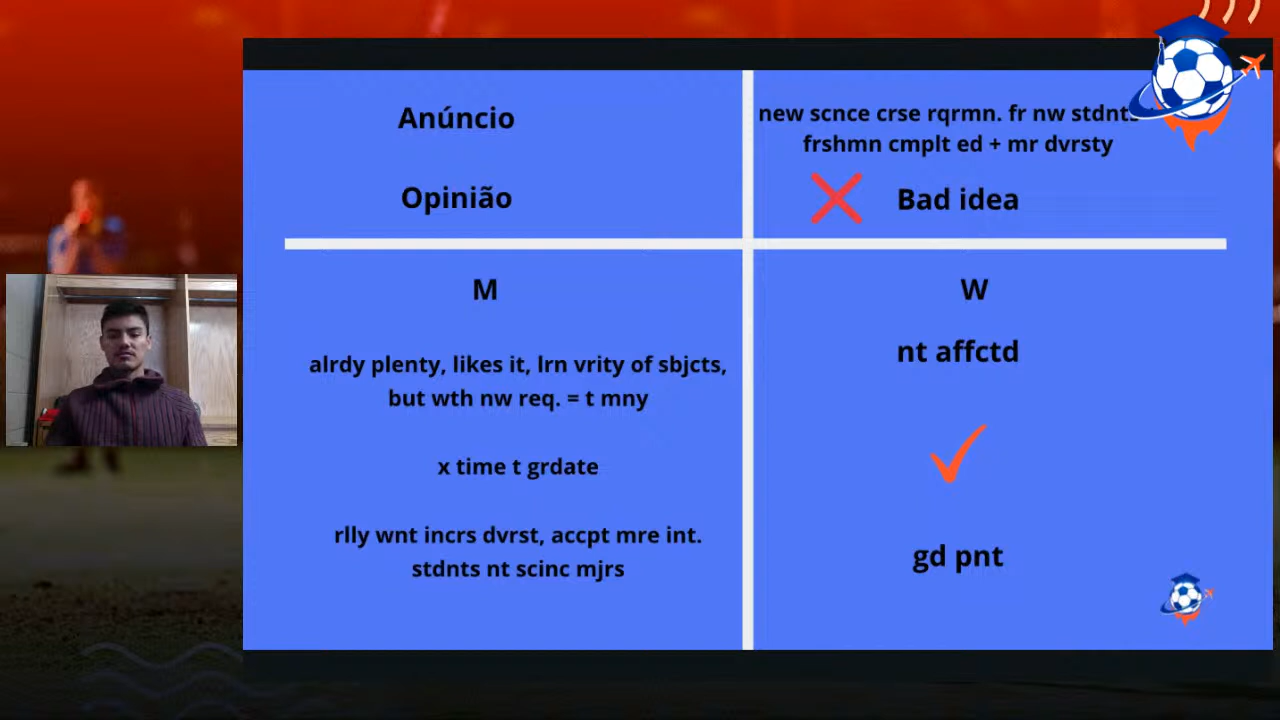 Anúncio
new scnce crse rqrmn. fr nw stdnts
frshmn cmplt ed + mr dvrsty
Opinião
Bad idea
M
W
alrdy plenty, likes it, lrn vrity of sbjcts,
but wth nw req. = t mny
nt affctd
x time t grdate
rlly wnt incrs dvrst, accpt mre int.
stdnts nt scinc mjrs
gd pnt